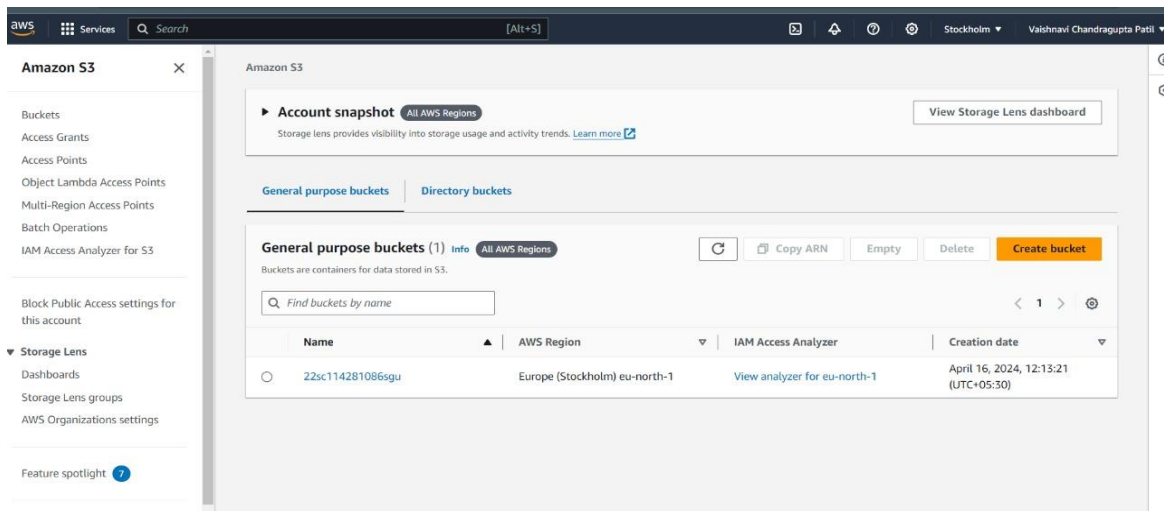 aws
Services
Search
[Alt+S]
Stockholm ▼
Vaishnavi Chandragupta Patil ▼
Amazon S3
Buckets
Access Grants
Access Points
Object Lambda Access Points
Multi-Region Access Points
Batch Operations
IAM Access Analyzer for S3
Block Public Access settings for
this account
▼ Storage Lens
Dashboards
Storage Lens groups
AWS Organizations settings
Feature spotlight 7
Amazon S3
► Account snapshot All AWS Regions
View Storage Lens dashboard
Storage lens provides visibility into storage usage and activity trends. Learn more
General purpose buckets
Directory buckets
General purpose buckets (1) Info All AWS Regions
Copy ARN
Empty
Delete
Create bucket
Buckets are containers for data stored in S3.
Find buckets by name
< 1 >
Name ▲ AWS Region ▽ IAM Access Analyzer Creation date ▽
22sc114281086sgu Europe (Stockholm) eu-north-1 View analyzer for eu-north-1 April 16, 2024, 12:13:21
(UTC+05:30)